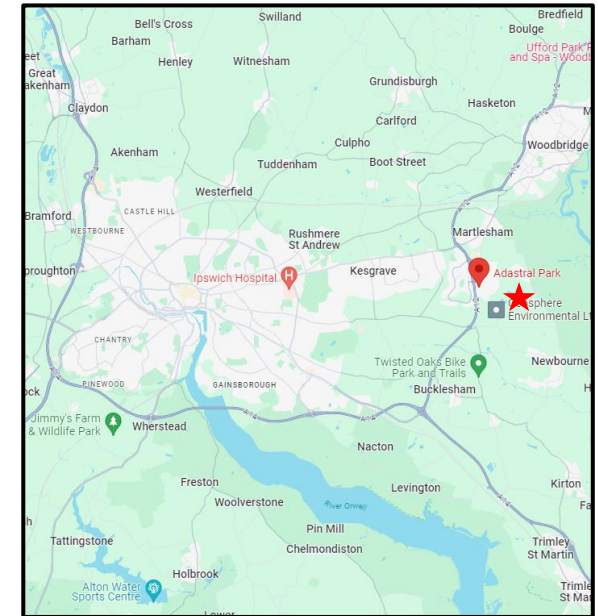 Bell's Cross
Swilland
Bredfield
Boulge
Barham
Henley
Witnesham
Ufford Park
and Spa - Woodb
Great
Grundisburgh
Hasketon
Claydon
Carlford
Akenham
Culpho
Woodbridge
Tuddenham
Boot Street
Westerfield
CASTLE HILL
Bramford
WESTBOURNE
Rushmere
St Andrew
Martlesham
Ipswich Hospital
H
Kesgrave
Adastral Park
Environmental
CHANTRY
Twisted Oaks Bike
Park and Trails
Newbourne
PINEWOOD
GAINSBOROUGH
Bucklesham
Jimmy's Farm
& Wildlife Park
Wherstead
A14
Nacton
Freston
Levington
Kirton
Woolverstone
River Orwell
A14
Pin Mill
Tattingstone
Chelmondiston
Trimley
St Martin
Holbrook
Alton Water
Sports Centre